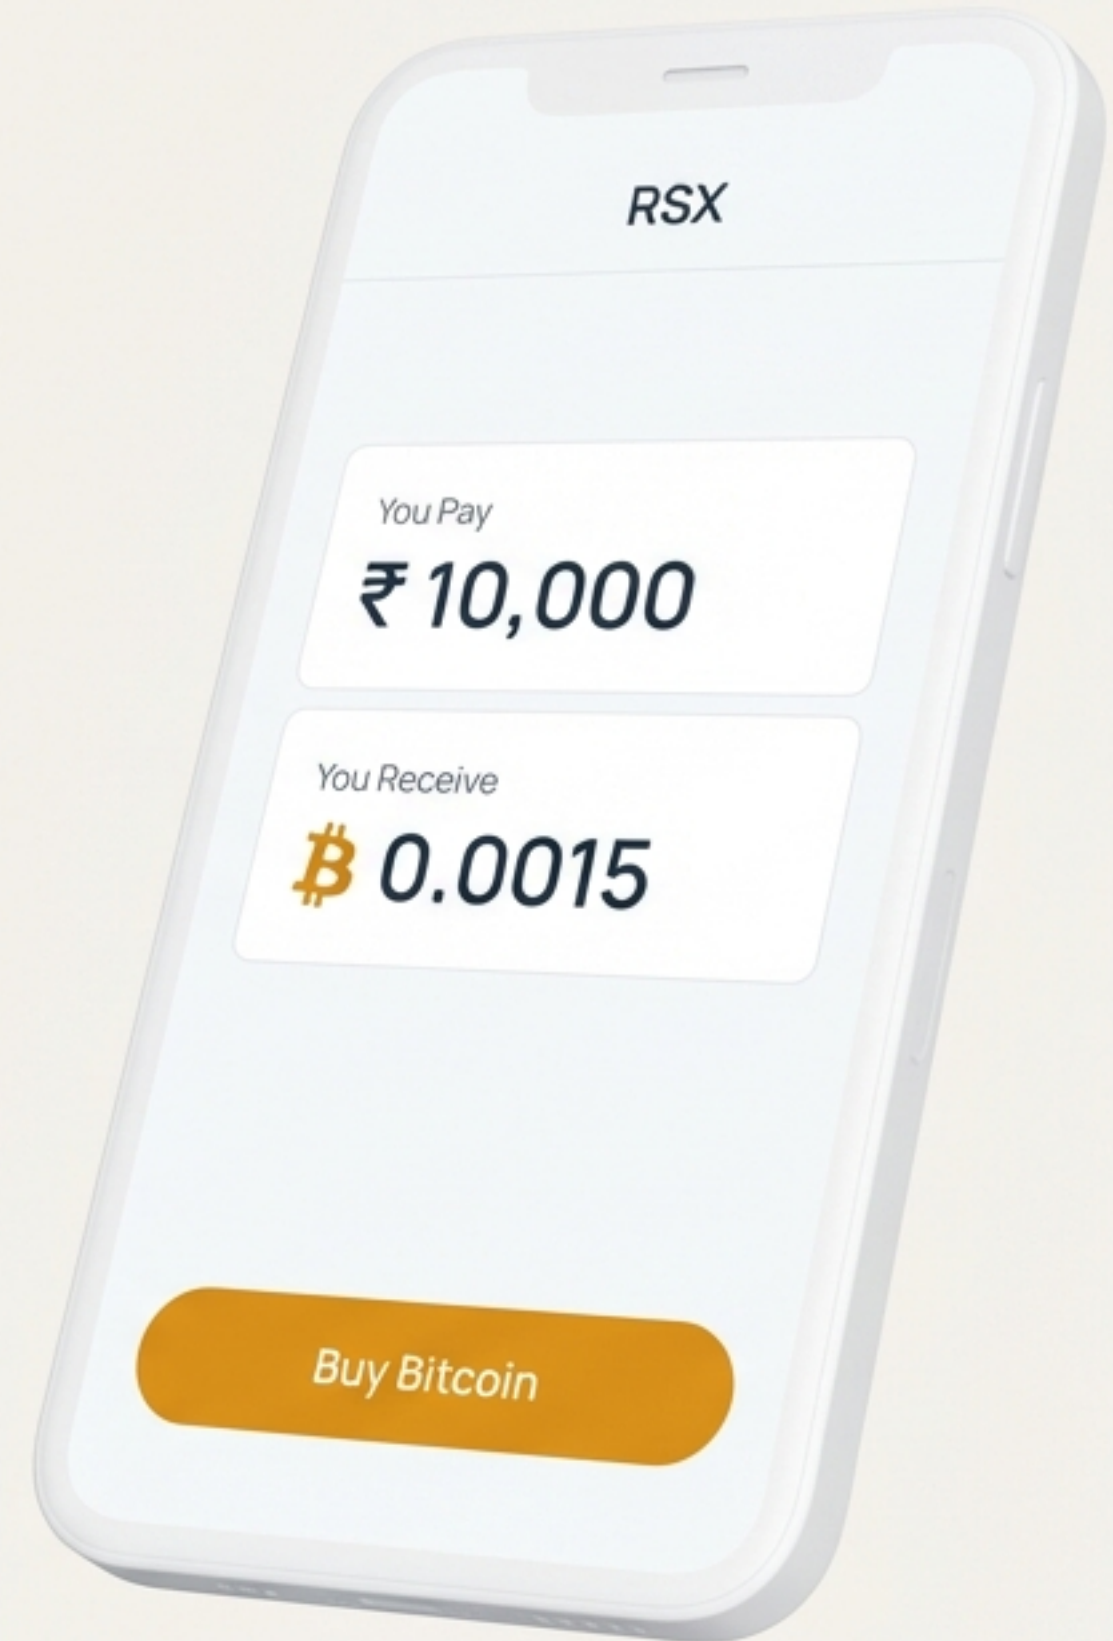 RSX
You Pay
₹ 10,000
You Receive
₿ 0.0015
Buy Bitcoin